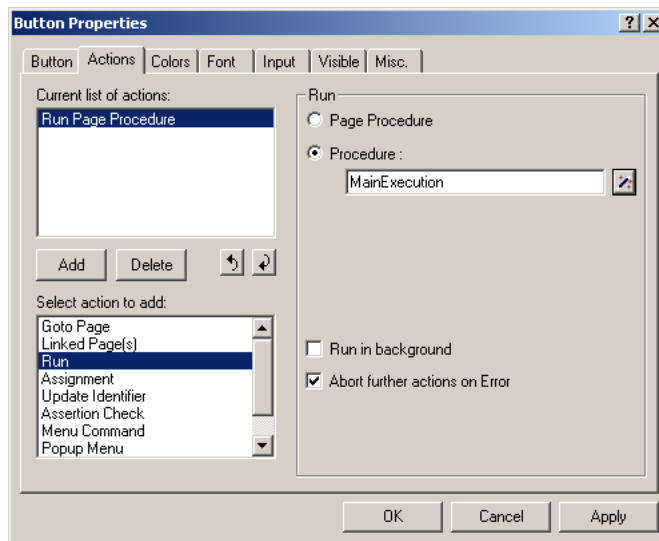 Button Properties
Button Actions Colors Font Input Visible Misc.
Current list of actions:
Run Page Procedure
Add Delete
Select action to add:
Goto Page
Linked Page(s)
Run
Assignment
Update Identifier
Assertion Check
Menu Command
Popup Menu
Run
Page Procedure
Procedure :
MainExecution
Run in background
Abort further actions on Error
OK Cancel Apply